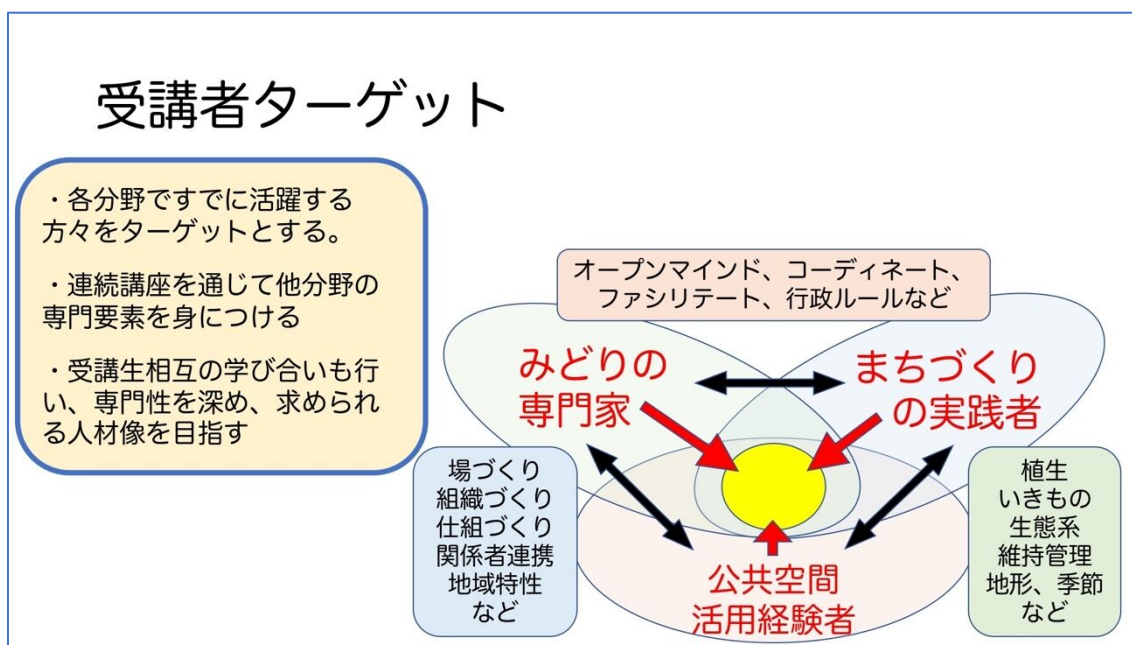 受講者ターゲット
・各分野ですでに活躍する
方々をターゲットとする。
・連続講座を通じて他分野の
専門要素を身につける
・受講生相互の学び合いも行
い、専門性を深め、求められ
る人材像を目指す
オープンマインド、コーディネート、
ファシリテート、行政ルールなど
みどりの
専門家
まちづくり
の実践者
場づくり
組織づくり
仕組づくり
関係者連携
地域特性
など
植生
いきもの
生態系
維持管理
地形、季節
など
公共空間
活用経験者